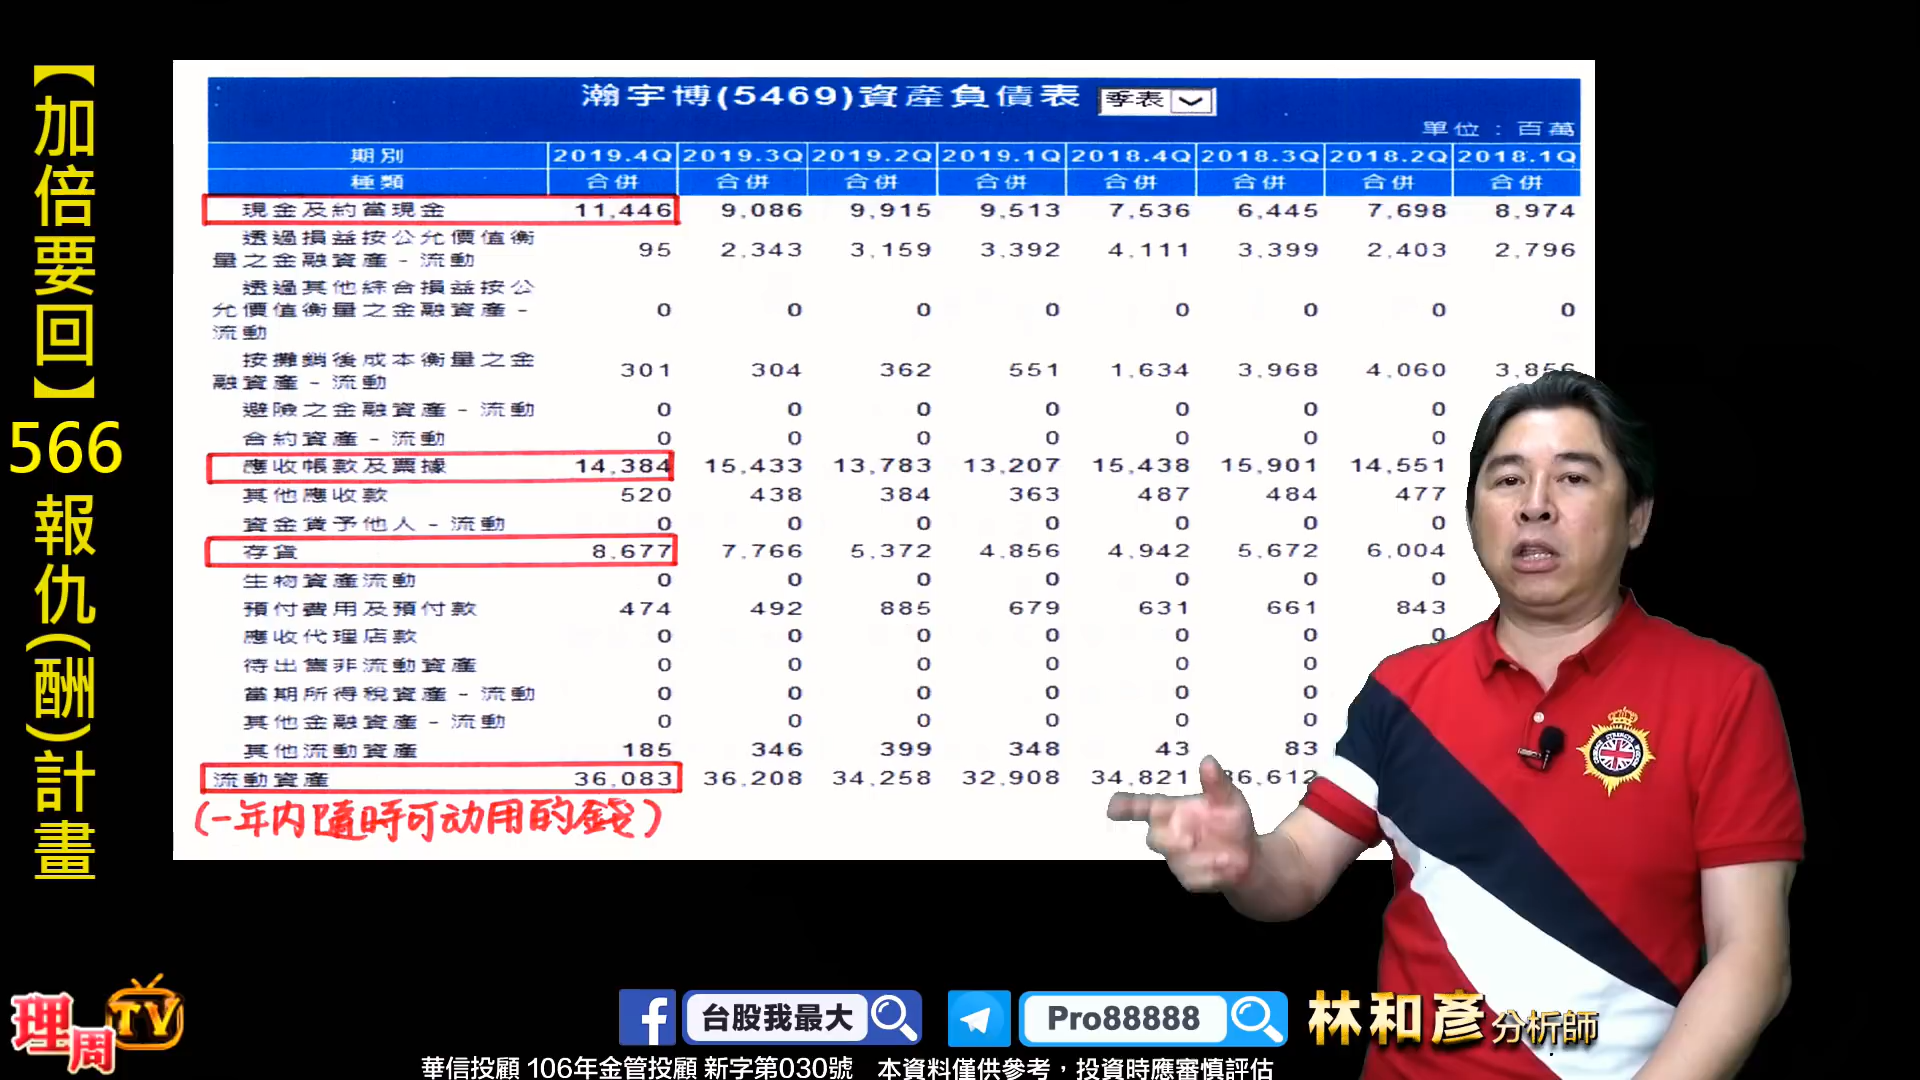 【加倍要回】566報仇(酬)計畫
瀚宇博(5469)資產負債表 季表
單位：百萬
期別 2019.4Q 2019.3Q 2019.2Q 2019.1Q 2018.4Q 2018.3Q 2018.2Q 2018.1Q
種類 合併 合併 合併 合併 合併 合併 合併 合併
現金及約當現金 11,446 9,086 9,915 9,513 7,536 6,445 7,698 8,974
透過損益按公允價值衡
量之金融資產－流動 95 2,343 3,159 3,392 4,111 3,399 2,403 2,796
透過其他綜合損益按公
允價值衡量之金融資產－ 0 0 0 0 0 0 0 0
流動
按攤銷後成本衡量之金
融資產－流動 301 304 362 551 1,634 3,968 4,060 3,856
避險之金融資產－流動 0 0 0 0 0 0 0
合約資產－流動 0 0 0 0 0 0 0
應收帳款及票據 14,384 15,433 13,783 13,207 15,438 15,901 14,551
其他應收款 520 438 384 363 487 484 477
資金貸予他人－流動 0 0 0 0 0 0 0
存貨 8,677 7,766 5,372 4,856 4,942 5,672 6,004
生物資產流動 0 0 0 0 0 0 0
預付費用及預付款 474 492 885 679 631 661 843
應收代理店款 0 0 0 0 0 0 0
待出售非流動資產 0 0 0 0 0 0
當期所得稅資產－流動 0 0 0 0 0 0
其他金融資產－流動 0 0 0 0 0 0
其他流動資產 185 346 399 348 43 83
流動資產 36,083 36,208 34,258 32,908 34,821 36,612
(一年内隨時可动用的錢)
理周TV
台股我最大 Pro88888 林和彥分析師
華信投顧 106年金管投顧 新字第030號 本資料僅供參考，投資時應審慎評估